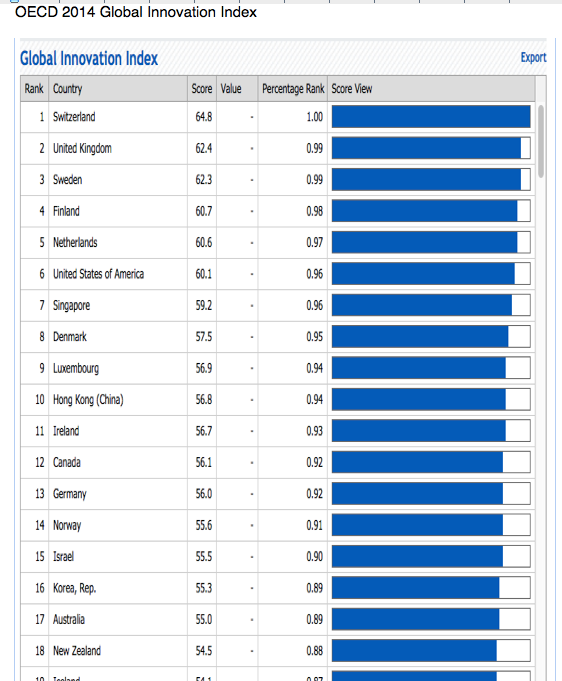 OECD 2014 Global Innovation Index
Global Innovation Index Export
Rank Country Score Value Percentage Rank Score View
1 Switzerland 64.8 - 1.00
2 United Kingdom 62.4 - 0.99
3 Sweden 62.3 - 0.99
4 Finland 60.7 - 0.98
5 Netherlands 60.6 - 0.97
6 United States of America 60.1 - 0.96
7 Singapore 59.2 - 0.96
8 Denmark 57.5 - 0.95
9 Luxembourg 56.9 - 0.94
10 Hong Kong (China) 56.8 - 0.94
11 Ireland 56.7 - 0.93
12 Canada 56.1 - 0.92
13 Germany 56.0 - 0.92
14 Norway 55.6 - 0.91
15 Israel 55.5 - 0.90
16 Korea, Rep. 55.3 - 0.89
17 Australia 55.0 - 0.89
18 New Zealand 54.5 - 0.88
19 Iceland 54.1 0.87